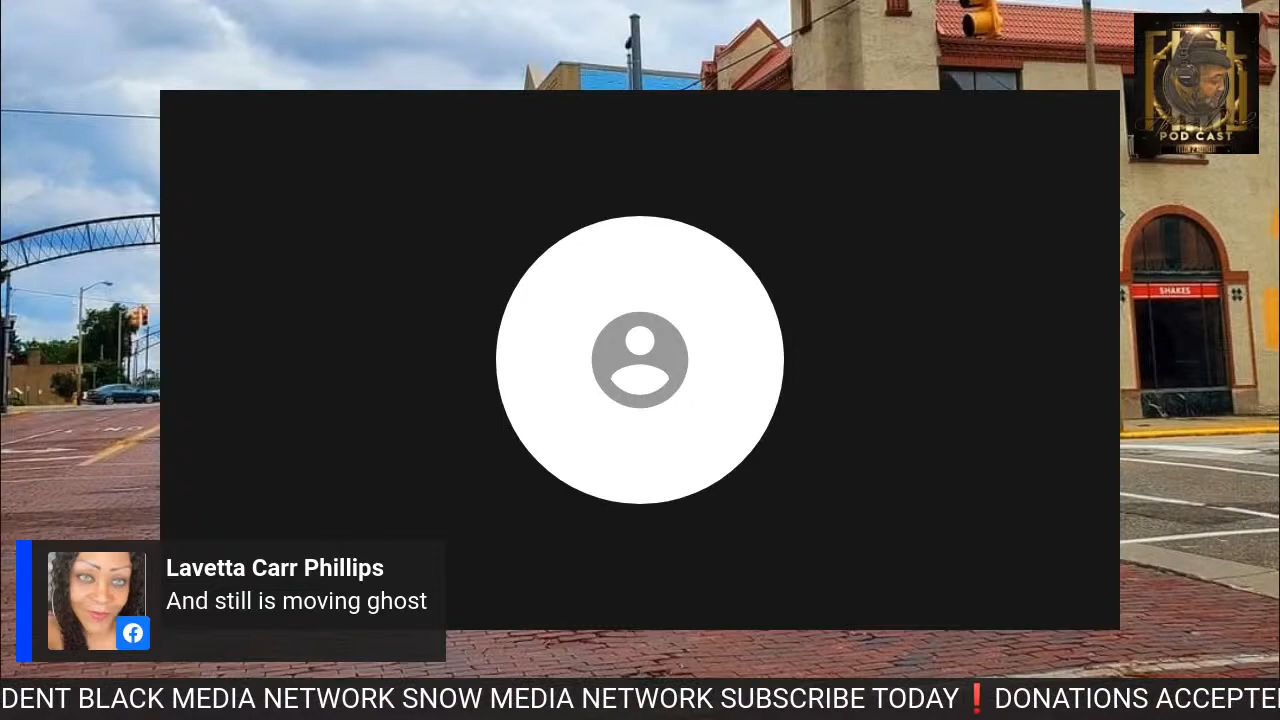 POD CAST
SHAKES
Lavetta Carr Phillips
And still is moving ghost
DENT BLACK MEDIA NETWORK SNOW MEDIA NETWORK SUBSCRIBE TODAY❗DONATIONS ACCEPTE